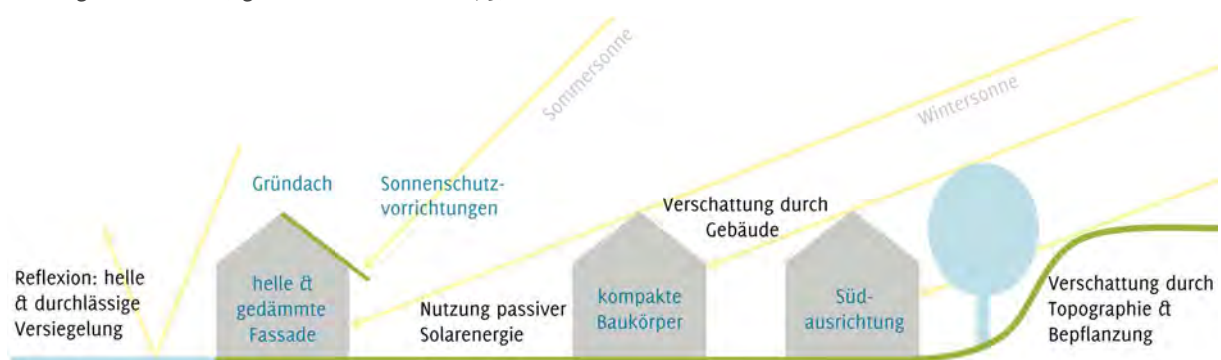 Sommersonne
Wintersonne
Gründach
Sonnenschutz-
vorrichtungen
Verschattung durch
Gebäude
Reflexion: helle
& durchlässige
Versiegelung
helle &
gedämmte
Fassade
Nutzung passiver
Solarenergie
kompakte
Baukörper
Süd-
ausrichtung
Verschattung durch
Topographie &
Bepflanzung